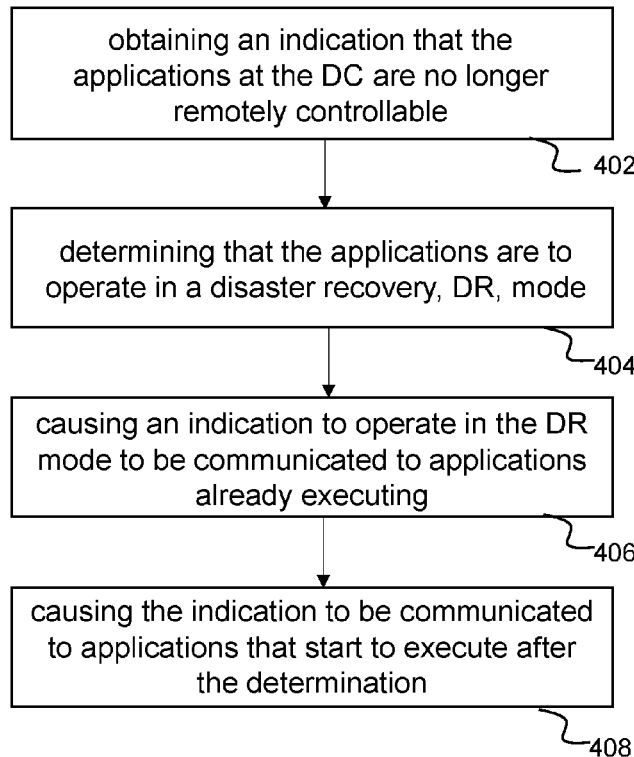 obtaining an indication that the
applications at the DC are no longer
remotely controllable
402
determining that the applications are to
operate in a disaster recovery, DR, mode
404
causing an indication to operate in the DR
mode to be communicated to applications
already executing
406
causing the indication to be communicated
to applications that start to execute after
the determination
408